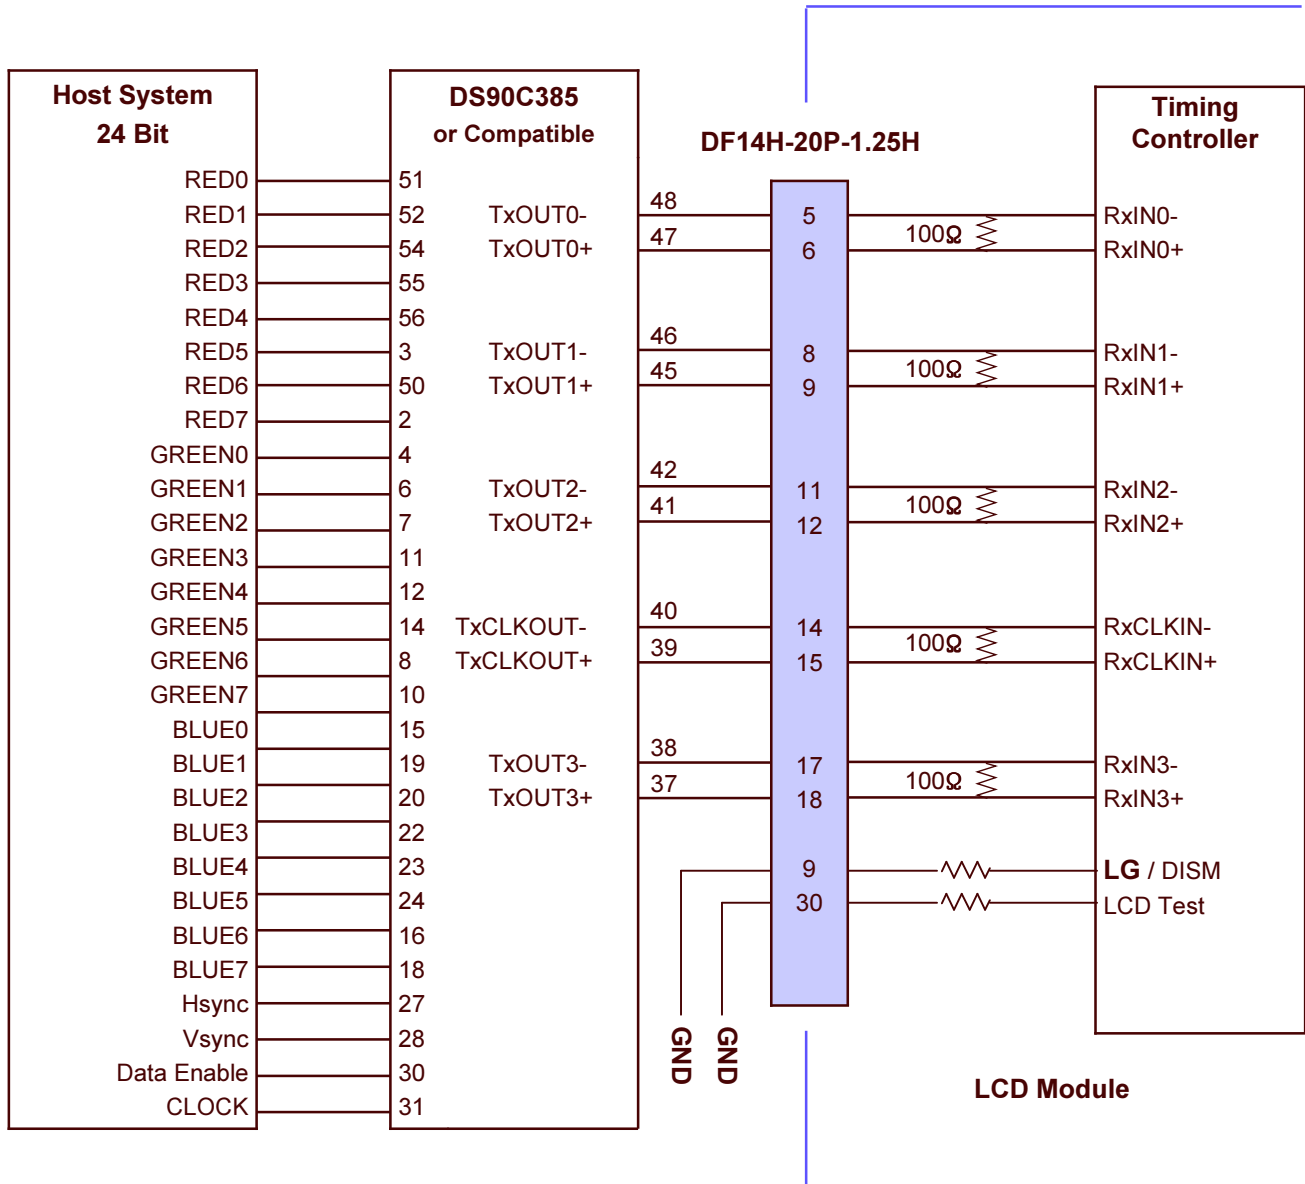 Host System
24 Bit
RED0
RED1
RED2
RED3
RED4
RED5
RED6
RED7
GREEN0
GREEN1
GREEN2
GREEN3
GREEN4
GREEN5
GREEN6
GREEN7
BLUE0
BLUE1
BLUE2
BLUE3
BLUE4
BLUE5
BLUE6
BLUE7
Hsync
Vsync
Data Enable
CLOCK
DS90C385
or Compatible
51
52 TxOUT0-
54 TxOUT0+
55
56
3 TxOUT1-
50 TxOUT1+
2
4
6 TxOUT2-
7 TxOUT2+
11
12
14 TxCLKOUT-
8 TxCLKOUT+
10
15
19 TxOUT3-
20 TxOUT3+
22
23
24
16
18
27
28
30
31
48
47
46
45
42
41
40
39
38
37
GND
GND
DF14H-20P-1.25H
5
6
8
9
11
12
14
15
17
18
9
30
100Ω
100Ω
100Ω
100Ω
100Ω
Timing
Controller
RxIN0-
RxIN0+
RxIN1-
RxIN1+
RxIN2-
RxIN2+
RxCLKIN-
RxCLKIN+
RxIN3-
RxIN3+
LG / DISM
LCD Test
LCD Module